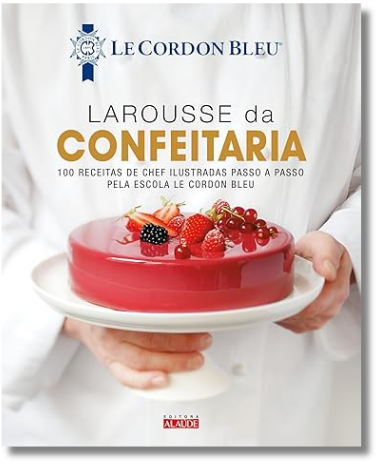 LE CORDON BLEU®
LAROUSSE da
CONFEITARIA
100 RECEITAS DE CHEF ILUSTRADAS PASSO A PASSO
PELA ESCOLA LE CORDON BLEU
EDITORA
ALAÚDE